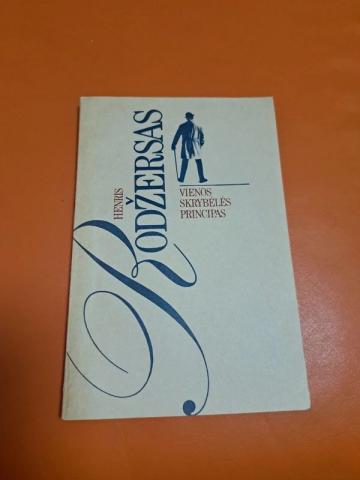 HENRIS
RODŽERSAS
VIENOS
SKRYBĖLĖS
PRINCIPAS